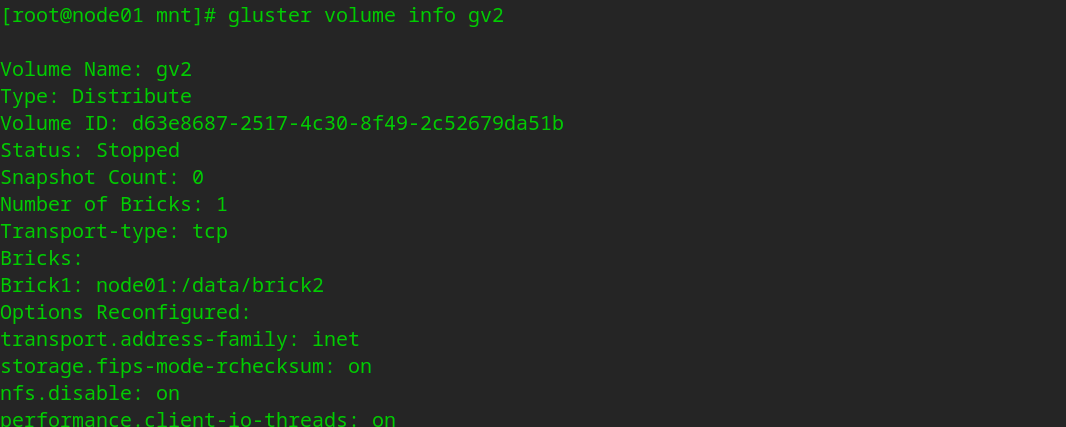 [root@node01 mnt]# gluster volume info gv2
Volume Name: gv2
Type: Distribute
Volume ID: d63e8687-2517-4c30-8f49-2c52679da51b
Status: Stopped
Snapshot Count: 0
Number of Bricks: 1
Transport-type: tcp
Bricks:
Brick1: node01:/data/brick2
Options Reconfigured:
transport.address-family: inet
storage.fips-mode-rchecksum: on
nfs.disable: on
performance.client-io-threads: on